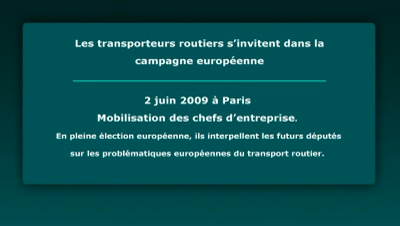 Les transporteurs routiers s’invitent dans la
campagne européenne
2 juin 2009 à Paris
Mobilisation des chefs d’entreprise.
En pleine élection européenne, ils interpellent les futurs députés
sur les problématiques européennes du transport routier.